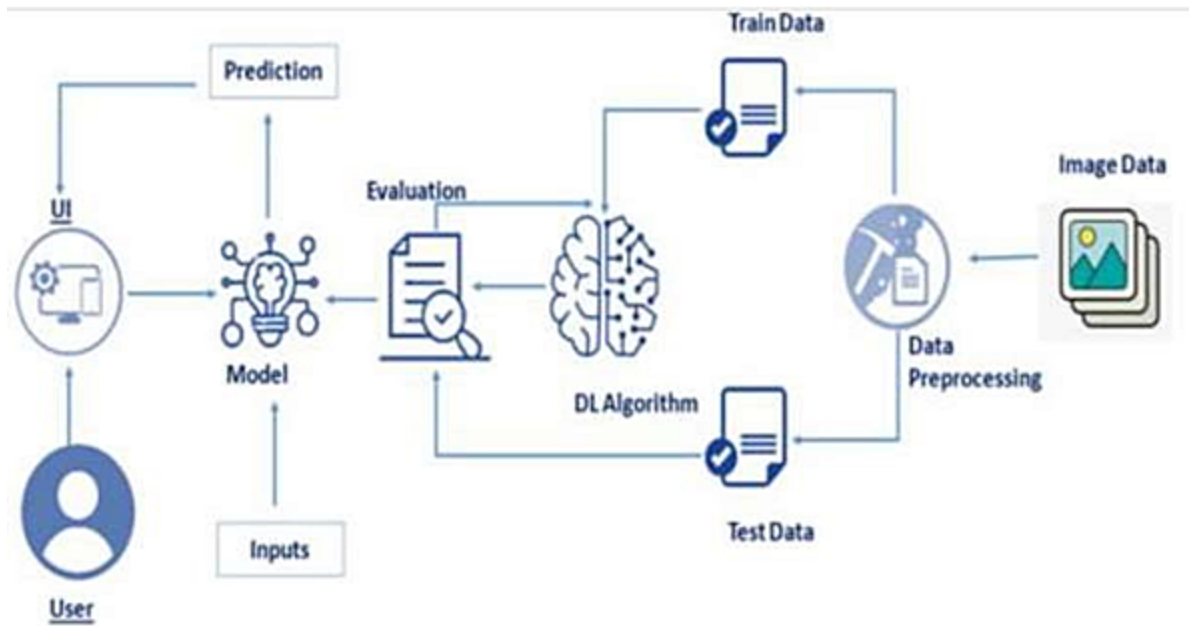 Train Data
Prediction
Image Data
Evaluation
UI
Data
Preprocessing
Model
DL Algorithm
Test Data
Inputs
User